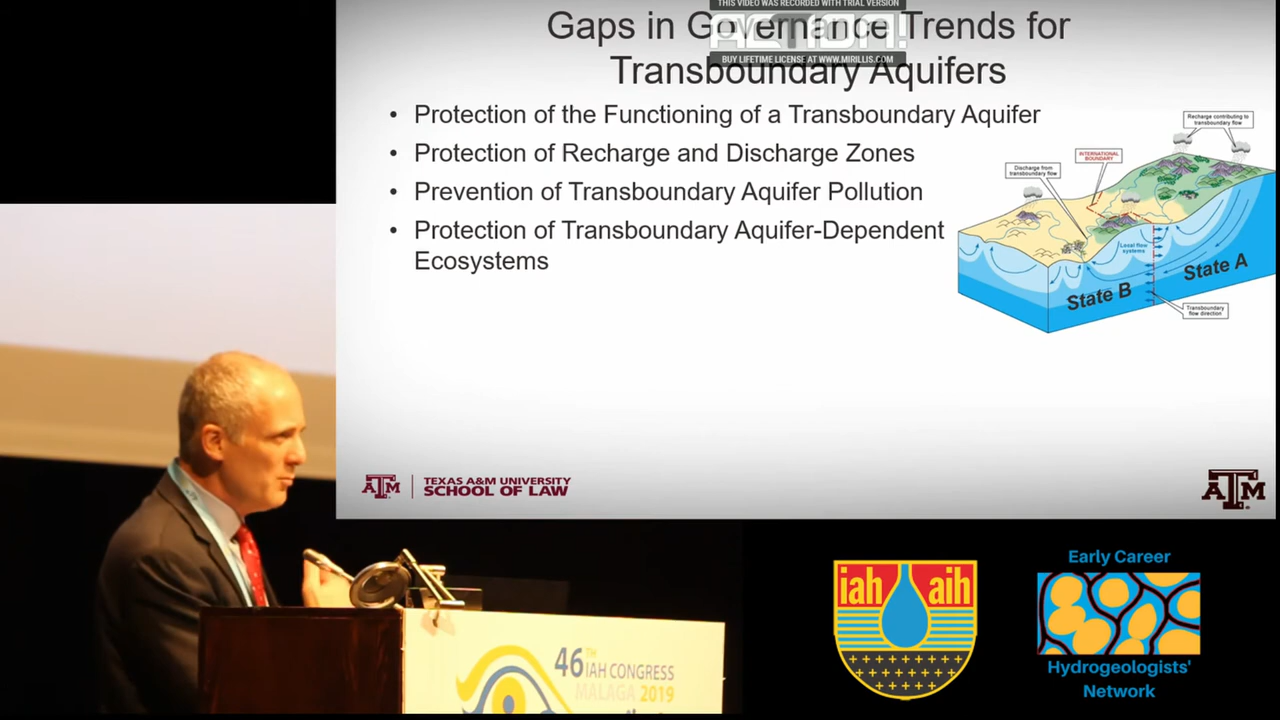 THIS VIDEO WAS RECORDED WITH TRIAL VERSION
ACTION!
BUY LIFETIME LICENSE AT WWW.MIRILLIS.COM
Gaps in Governance Trends for
Transboundary Aquifers
• Protection of the Functioning of a Transboundary Aquifer
• Protection of Recharge and Discharge Zones
• Prevention of Transboundary Aquifer Pollution
• Protection of Transboundary Aquifer-Dependent
Ecosystems
Recharge contributing to
transboundary flow
INTERNATIONAL
BOUNDARY
Discharge from
transboundary flow
Local flow
systems
State A
State B
Transboundary
flow direction
ATM
TEXAS A&M UNIVERSITY
SCHOOL OF LAW
ATM
46TH
IAH CONGRESS
MALAGA 2019
iah aih
Early Career
Hydrogeologists'
Network